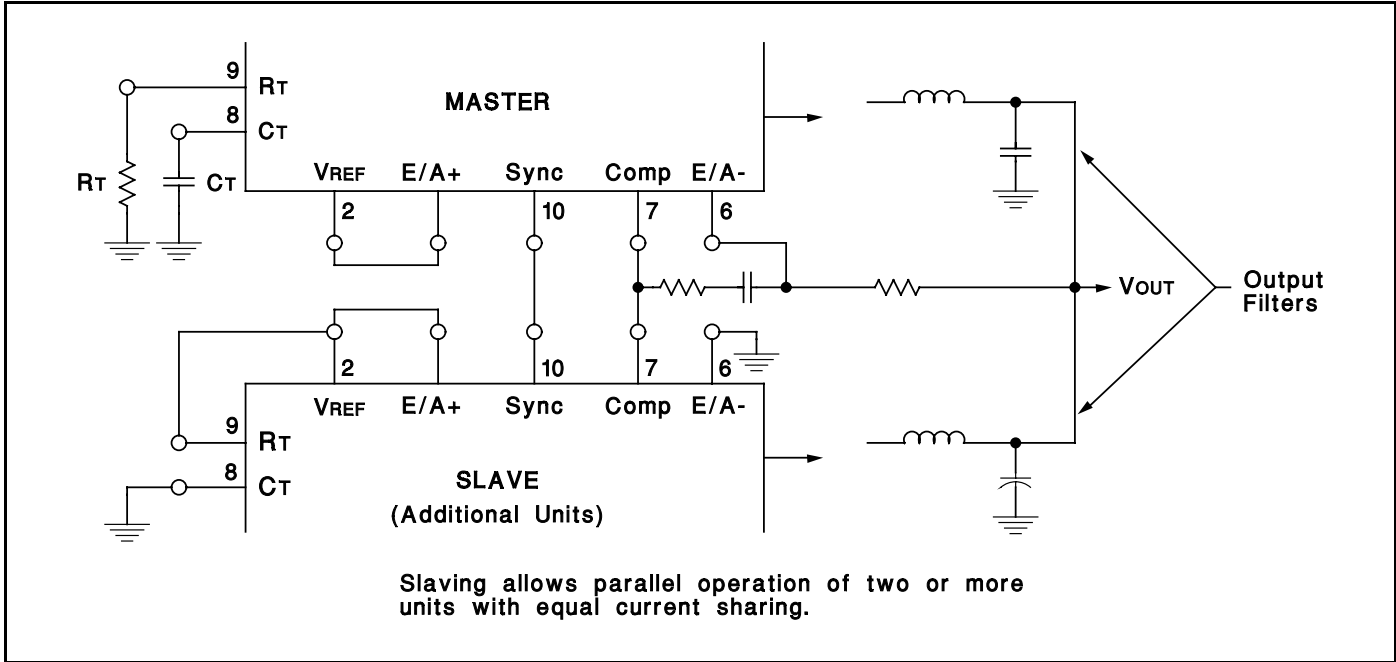 9
RT
8
CT
MASTER
RT
CT
VREF E/A+ Sync Comp E/A-
2 10 7 6
VOUT
Output
Filters
2 10 7 6
VREF E/A+ Sync Comp E/A-
9
RT
8
CT
SLAVE
(Additional Units)
Slaving allows parallel operation of two or more
units with equal current sharing.